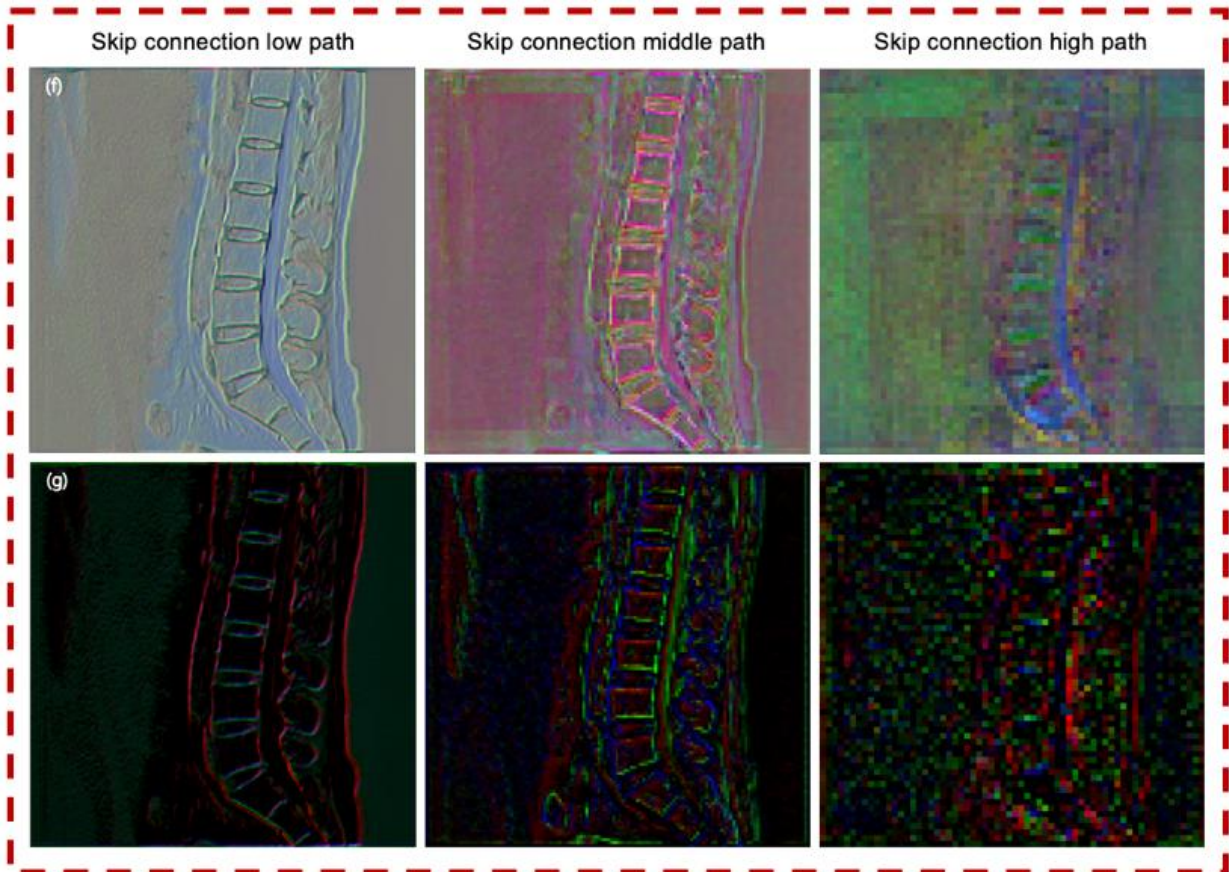 Skip connection low path
Skip connection middle path
Skip connection high path
(f)
(g)